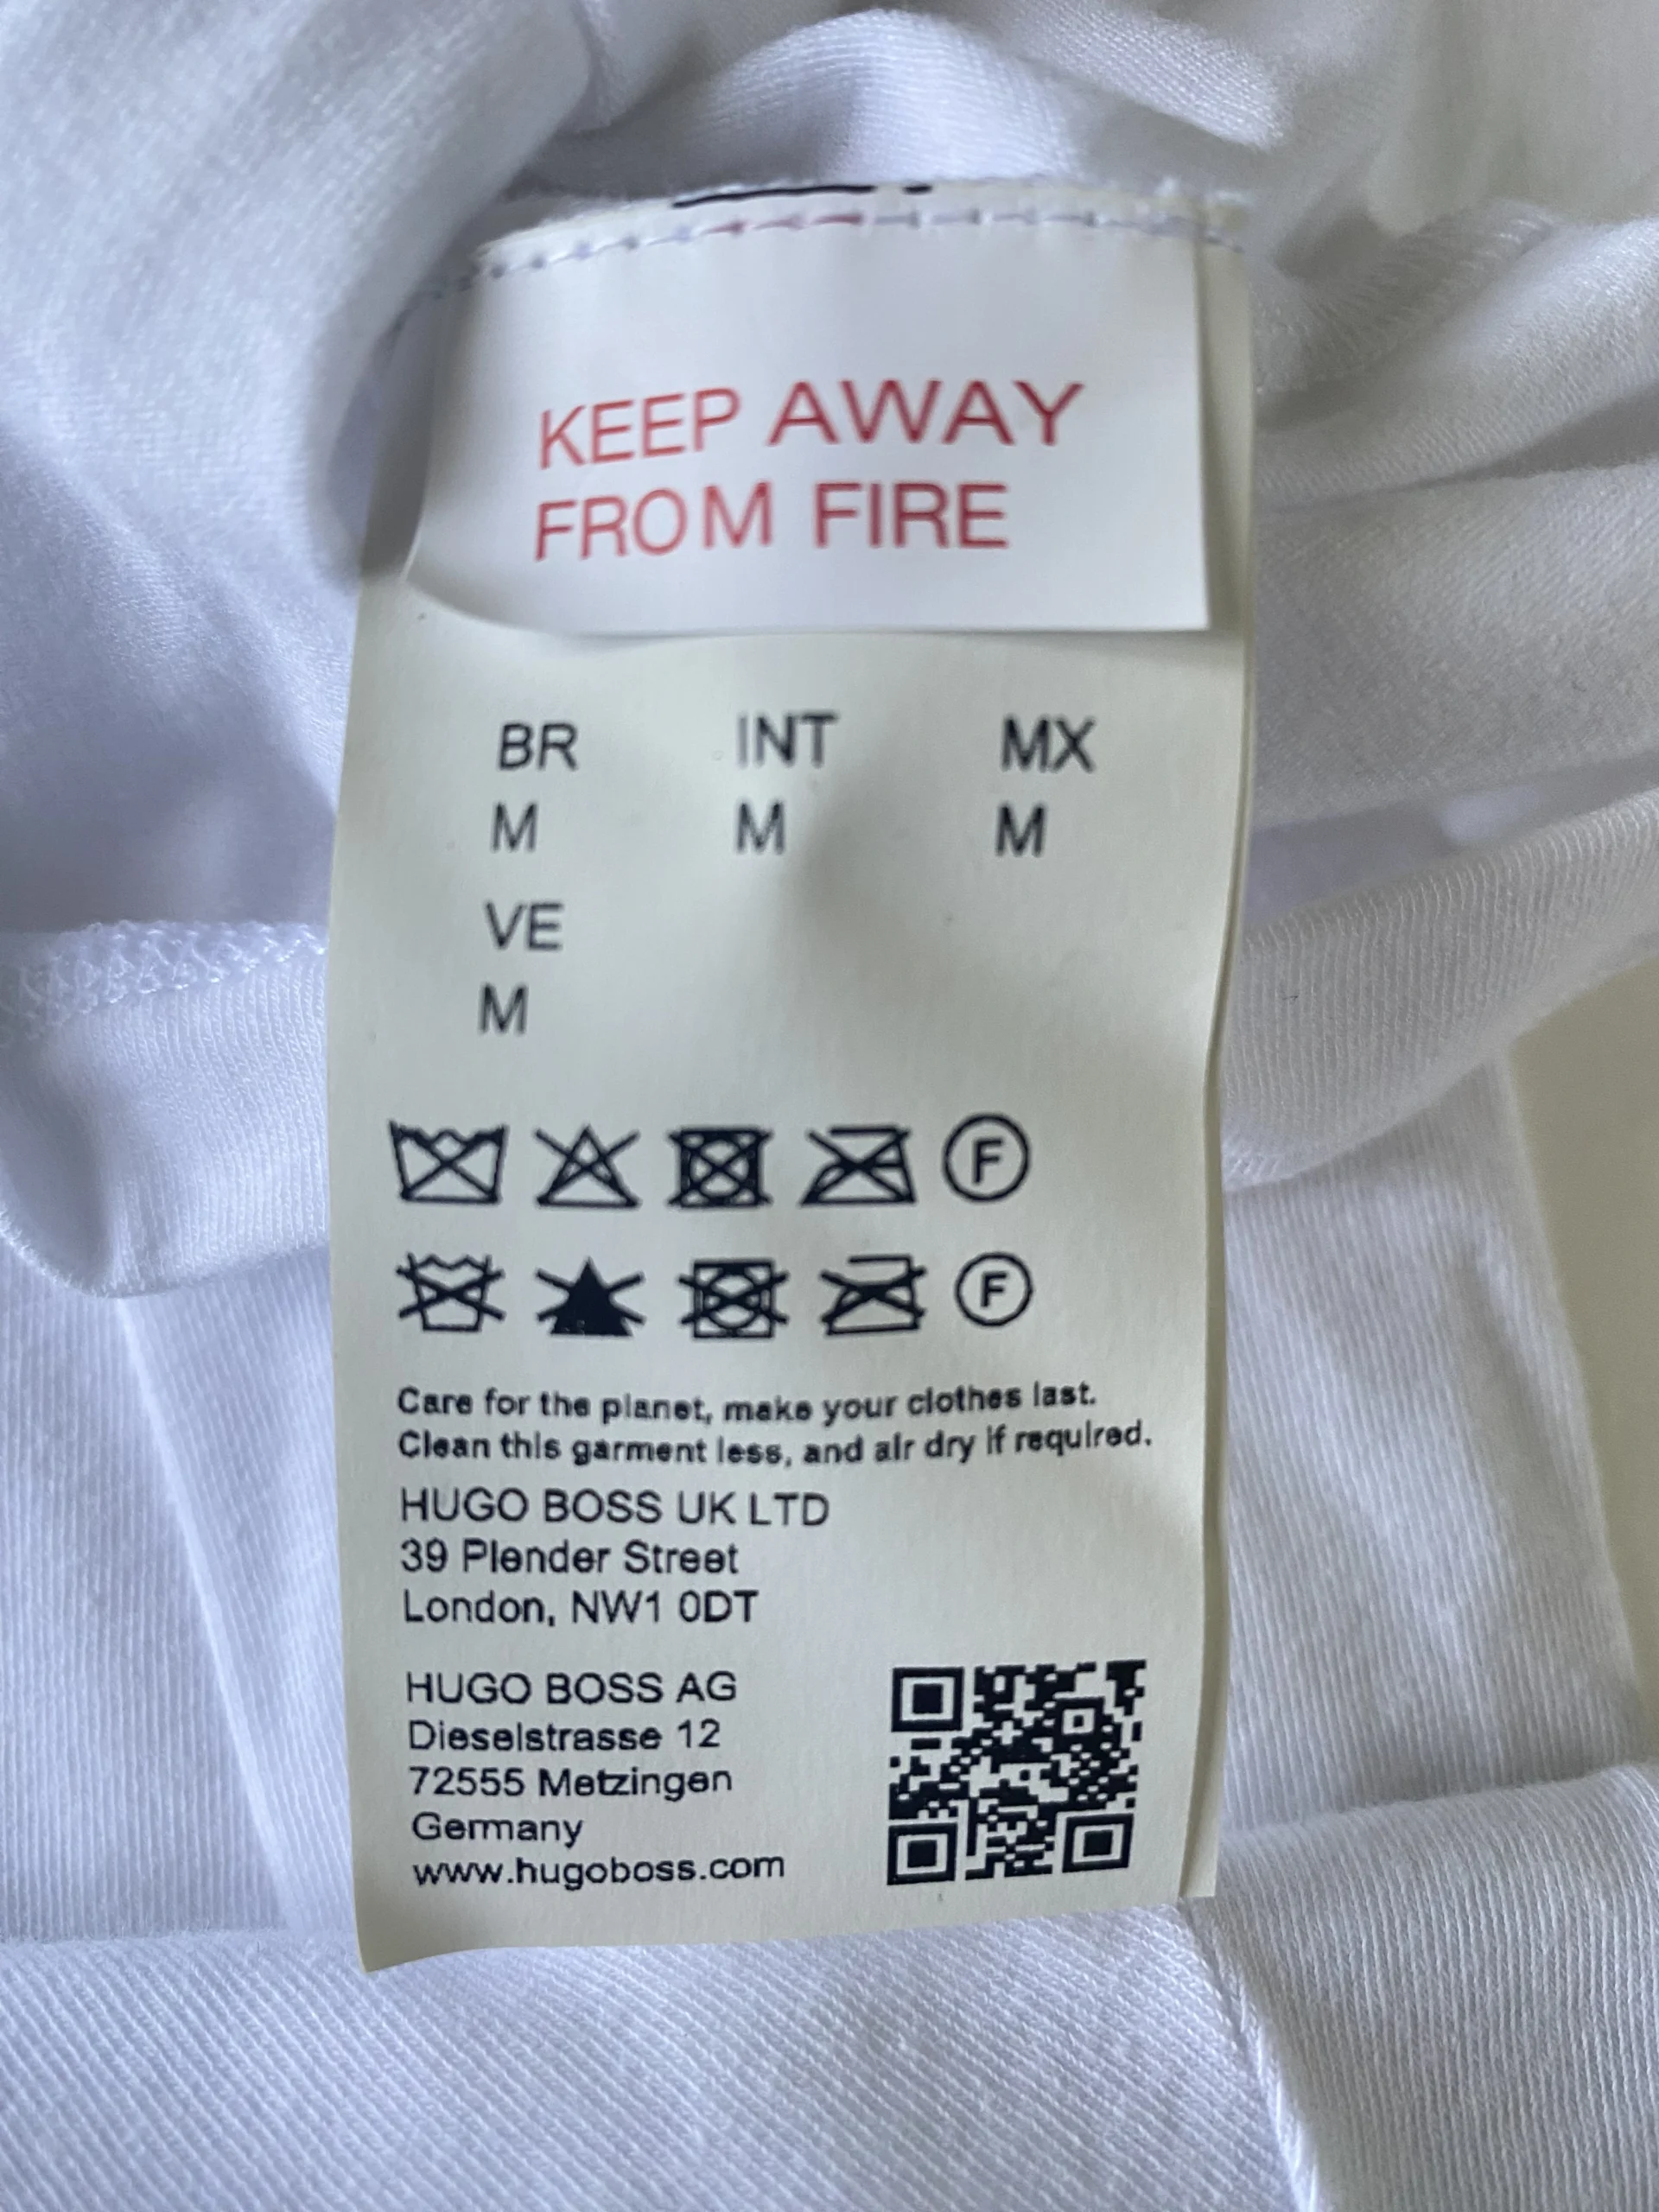 KEEP AWAY
FROM FIRE
BR INT MX
M M M
VE
M
F
F
Care for the planet, make your clothes last.
Clean this garment less, and air dry if required.
HUGO BOSS UK LTD
39 Plender Street
London, NW1 0DT
HUGO BOSS AG
Dieselstrasse 12
72555 Metzingen
Germany
www.hugoboss.com